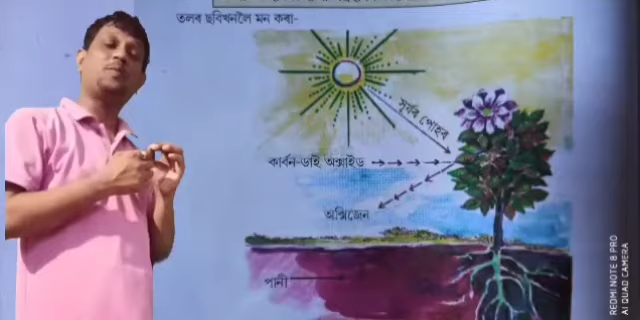 তলৰ ছবিখনলৈ মন কৰা-
সূৰ্যৰ পোহৰ
কাৰ্বন-ডাই অক্সাইড
অক্সিজেন
পানী
REDMI NOTE 8 PRO
AI QUAD CAMERA